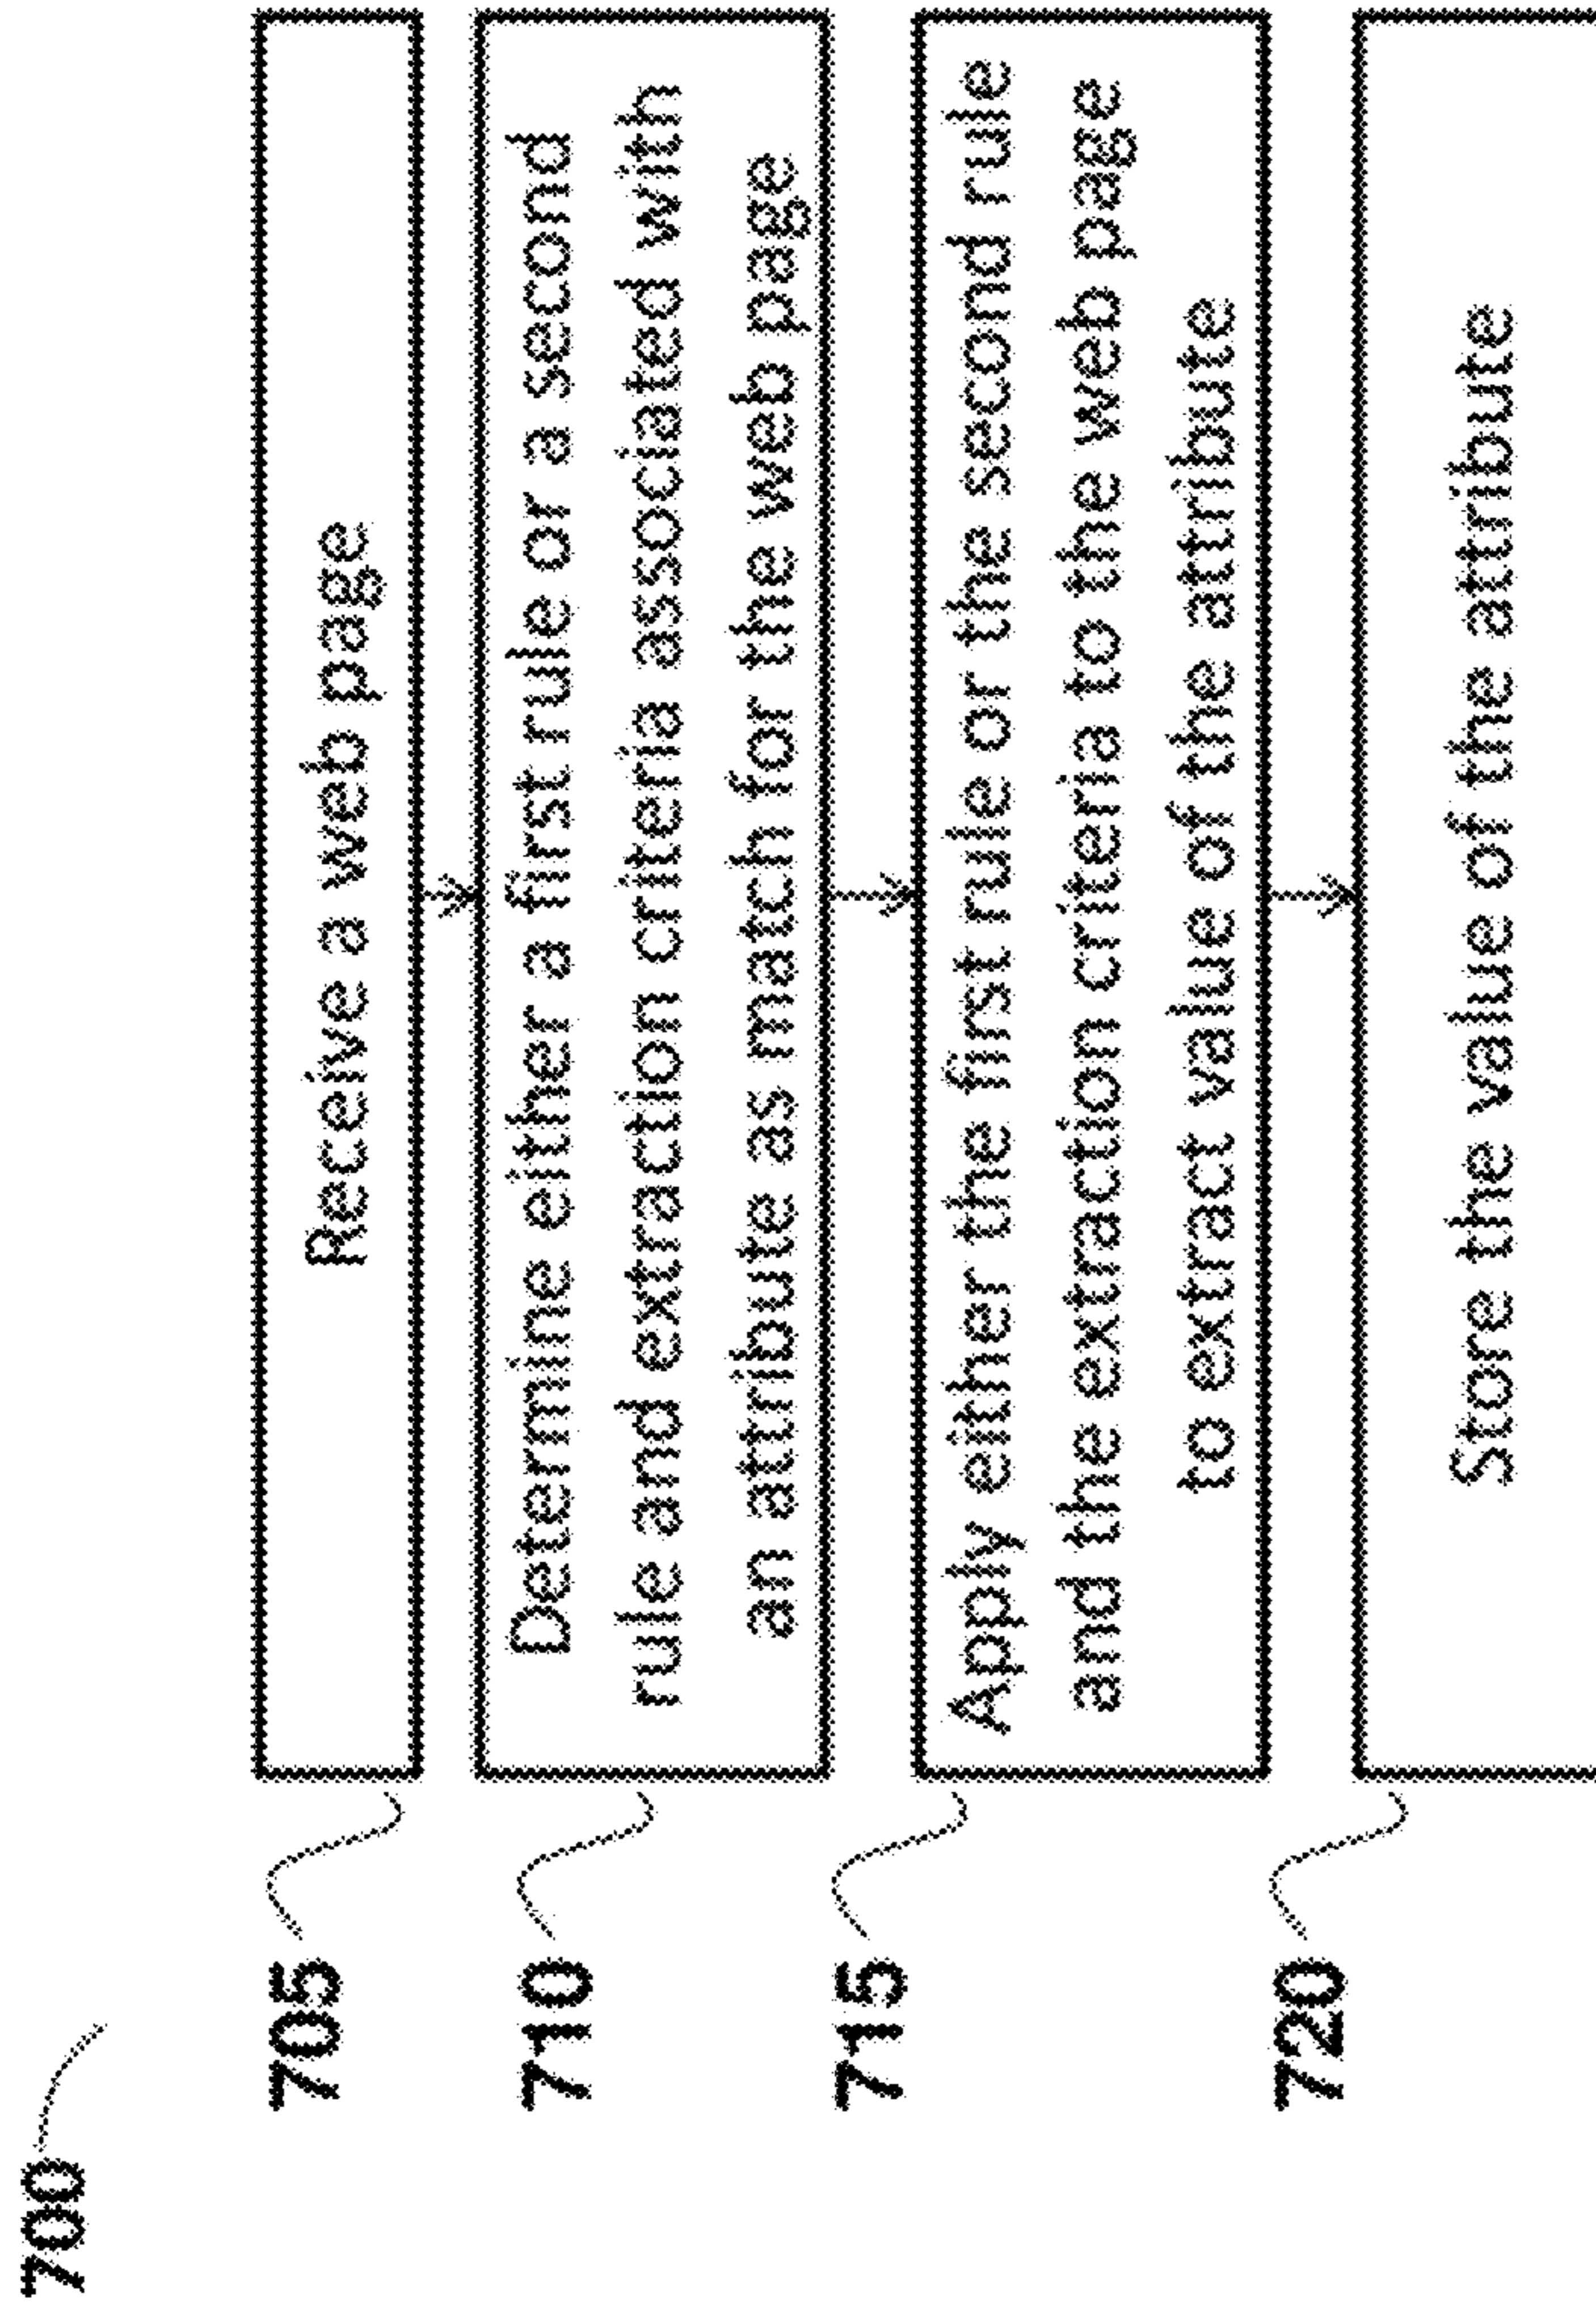 700
705
Receive a web page
710
Determine either a first rule or a second
rule and extraction criteria associated with
an attribute as match for the web page
715
Apply either the first rule or the second rule
and the extraction criteria to the web page
to extract value of the attribute
720
Store the value of the attribute